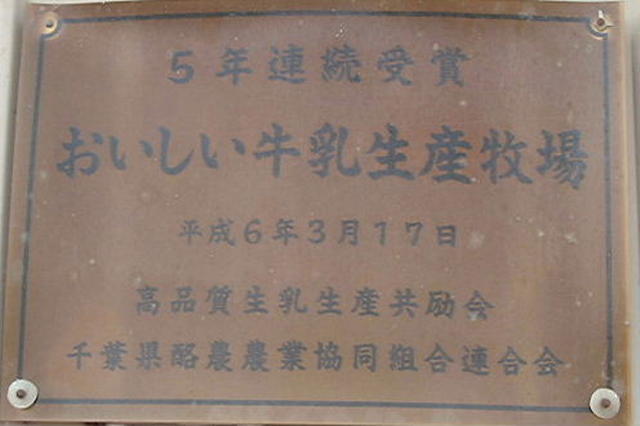 5年連続受賞
おいしい牛乳生産牧場
平成6年3月17日
高品質生乳生産共励会
千葉県酪農農業協同組合連合会